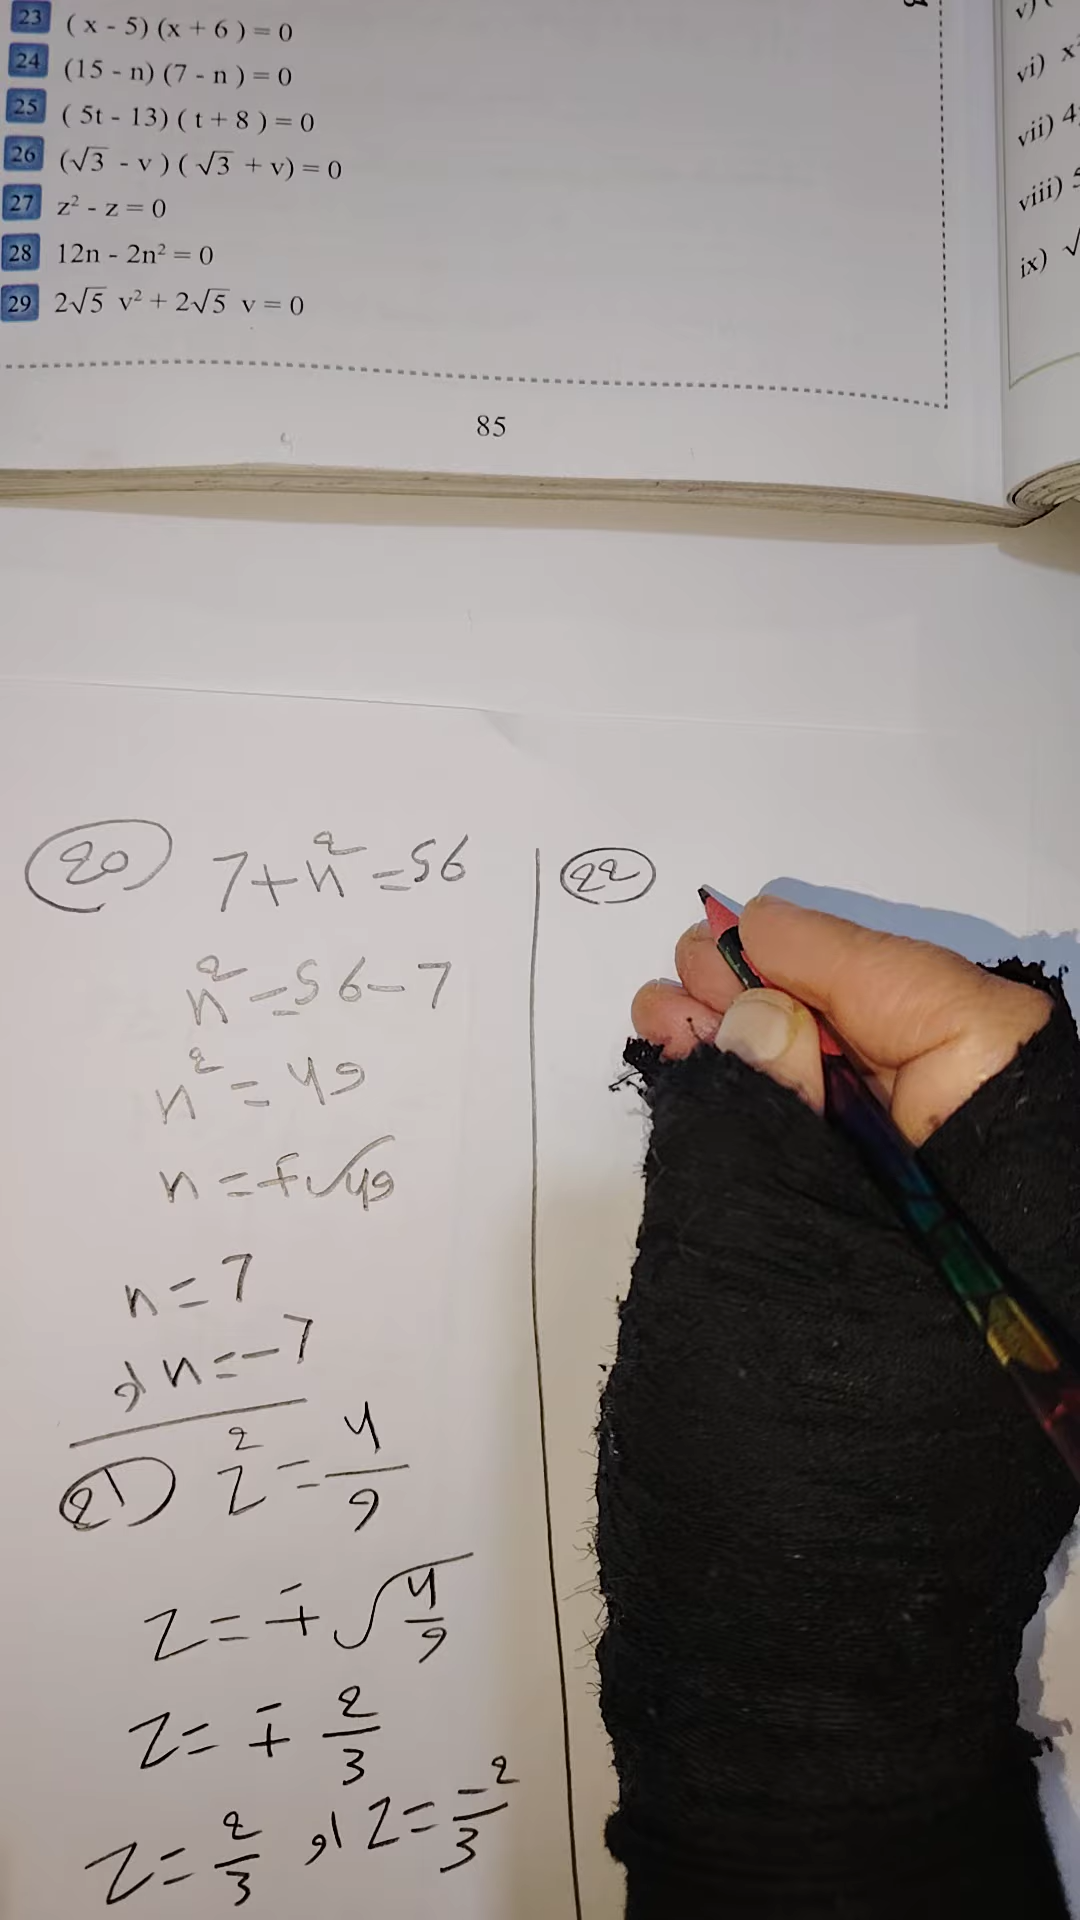 23 ( x - 5) (x + 6 ) = 0
24 (15 - n) (7 - n ) = 0
25 ( 5t - 13) ( t + 8 ) = 0
26 (√3 - v ) ( √3 + v) = 0
27 z² - z = 0
28 12n - 2n² = 0
29 2√5 v² + 2√5 v = 0
85
v) (
vi) x
vii) 4
viii)
ix) √
20 7+n²=56
n²=56-7
n²=49
n=∓√49
n=7
او n=-7
21 z²=4/9
z=∓√4/9
z=∓2/3
z=2/3 او z=-2/3
22